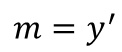 𝑚 = 𝑦′